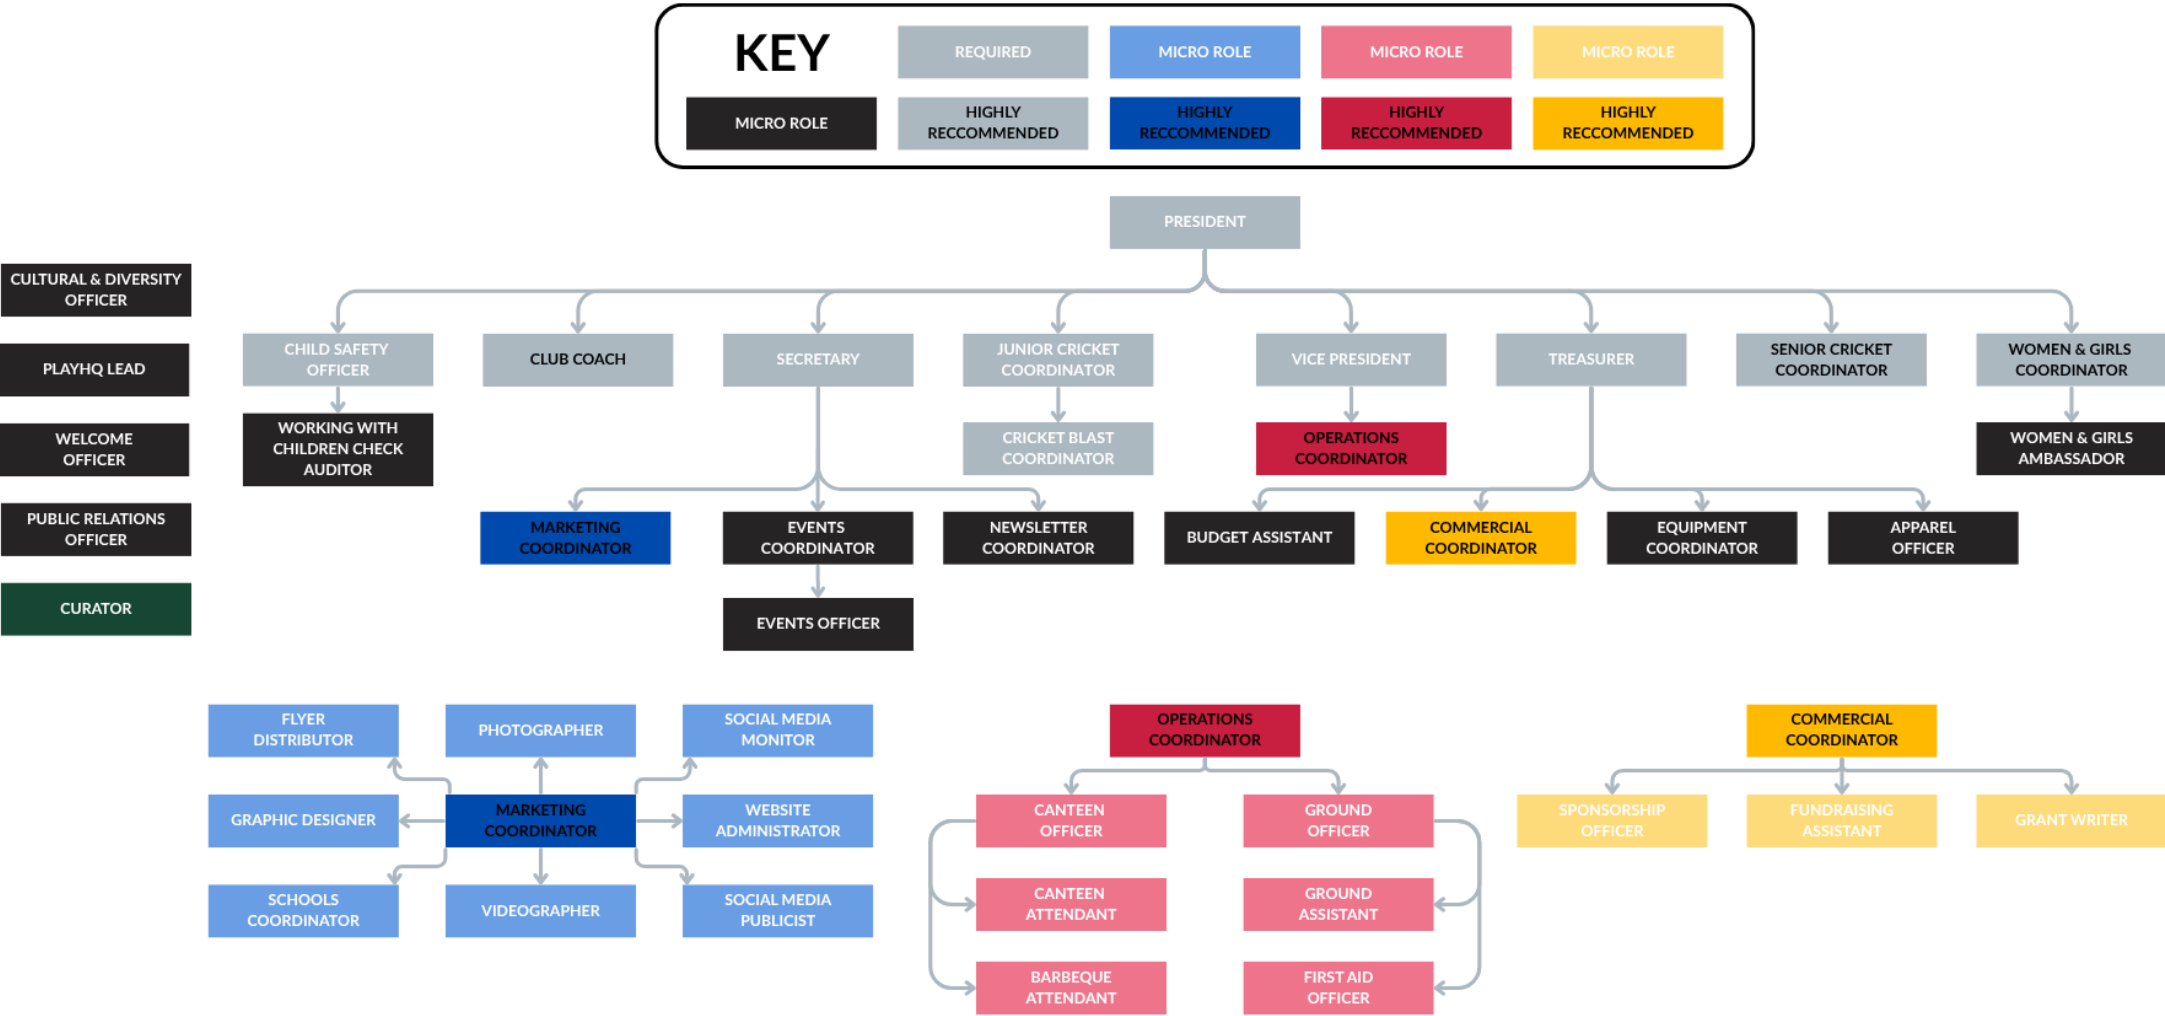 KEY
REQUIRED
MICRO ROLE
MICRO ROLE
MICRO ROLE
MICRO ROLE
HIGHLY
RECCOMMENDED
HIGHLY
RECCOMMENDED
HIGHLY
RECCOMMENDED
HIGHLY
RECCOMMENDED
PRESIDENT
CULTURAL & DIVERSITY
OFFICER
PLAYHQ LEAD
WELCOME
OFFICER
PUBLIC RELATIONS
OFFICER
CURATOR
CHILD SAFETY
OFFICER
CLUB COACH
SECRETARY
JUNIOR CRICKET
COORDINATOR
VICE PRESIDENT
TREASURER
SENIOR CRICKET
COORDINATOR
WOMEN & GIRLS
COORDINATOR
WORKING WITH
CHILDREN CHECK
AUDITOR
CRICKET BLAST
COORDINATOR
OPERATIONS
COORDINATOR
WOMEN & GIRLS
AMBASSADOR
MARKETING
COORDINATOR
EVENTS
COORDINATOR
NEWSLETTER
COORDINATOR
BUDGET ASSISTANT
COMMERCIAL
COORDINATOR
EQUIPMENT
COORDINATOR
APPAREL
OFFICER
EVENTS OFFICER
FLYER
DISTRIBUTOR
PHOTOGRAPHER
SOCIAL MEDIA
MONITOR
GRAPHIC DESIGNER
MARKETING
COORDINATOR
WEBSITE
ADMINISTRATOR
SCHOOLS
COORDINATOR
VIDEOGRAPHER
SOCIAL MEDIA
PUBLICIST
OPERATIONS
COORDINATOR
CANTEEN
OFFICER
GROUND
OFFICER
CANTEEN
ATTENDANT
GROUND
ASSISTANT
BARBEQUE
ATTENDANT
FIRST AID
OFFICER
COMMERCIAL
COORDINATOR
SPONSORSHIP
OFFICER
FUNDRAISING
ASSISTANT
GRANT WRITER